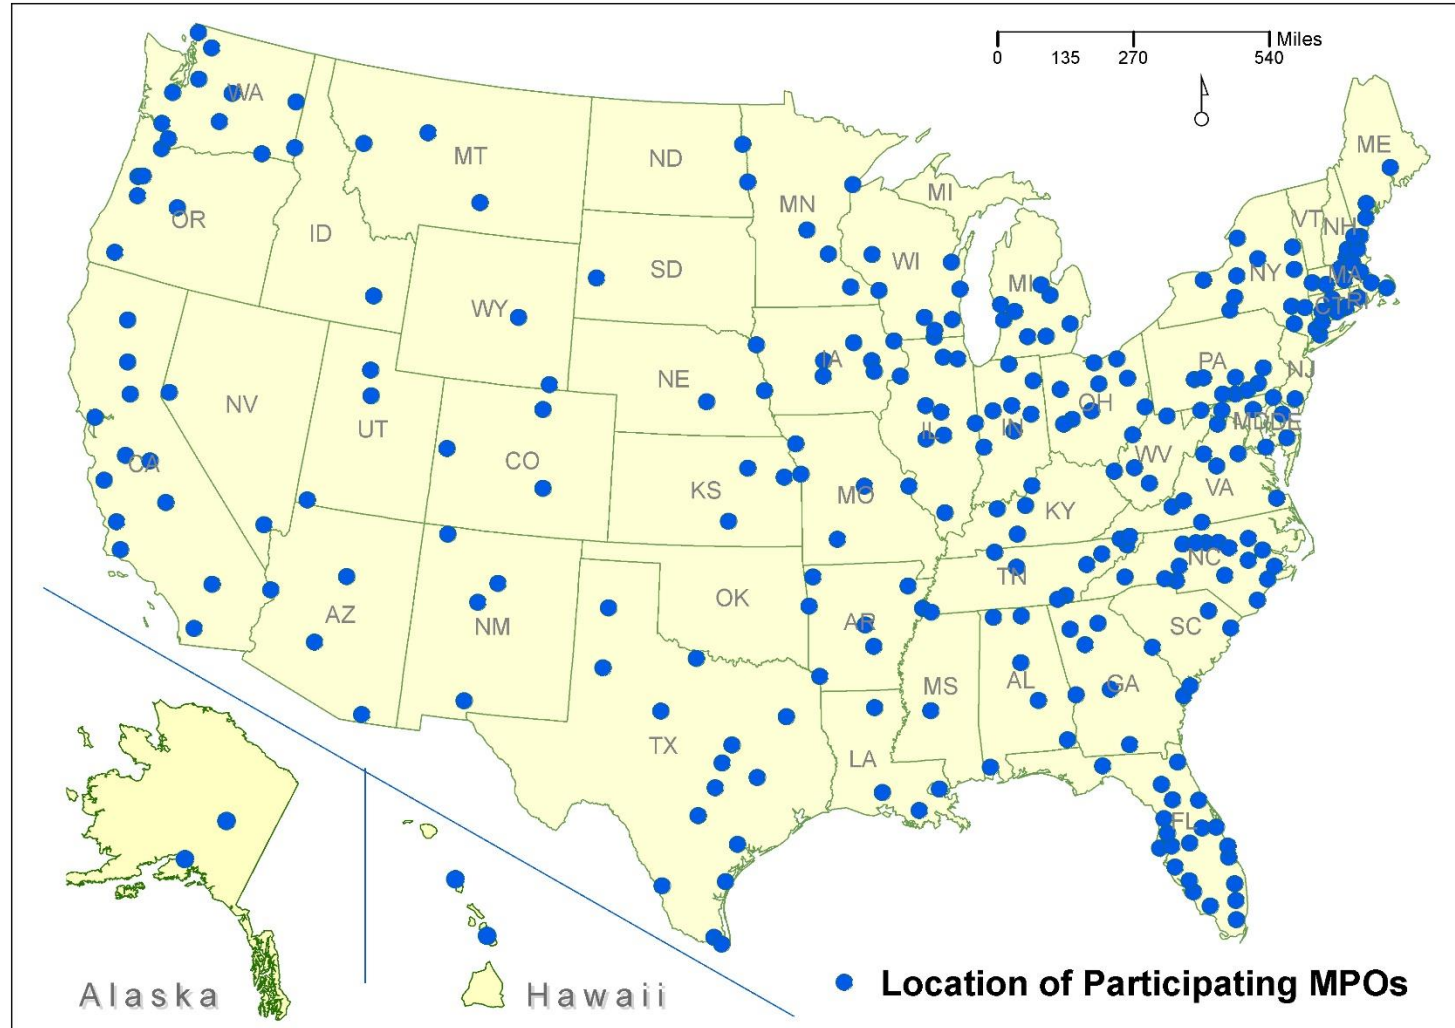 Miles
0 135 270 540
WA
ME
MT
ND
MN
MI
VT
NH
OR
ID
SD
WI
MI
NY
MA
CT
RI
WY
IA
PA
NJ
NE
NV
UT
IL
IN
OH
MD
DE
CA
CO
KS
MO
WV
VA
KY
NC
TN
AZ
NM
OK
AR
SC
MS
AL
GA
TX
LA
FL
Alaska
Hawaii
Location of Participating MPOs